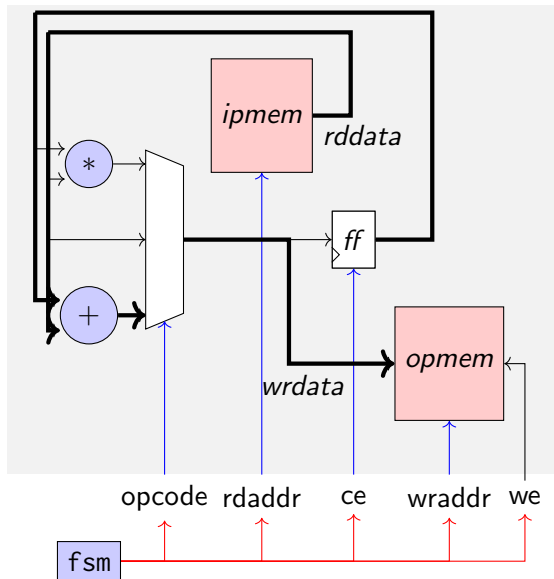 ipmem
rddata
*
ff
+
opmem
wrdata
opcode rdaddr ce wraddr we
fsm